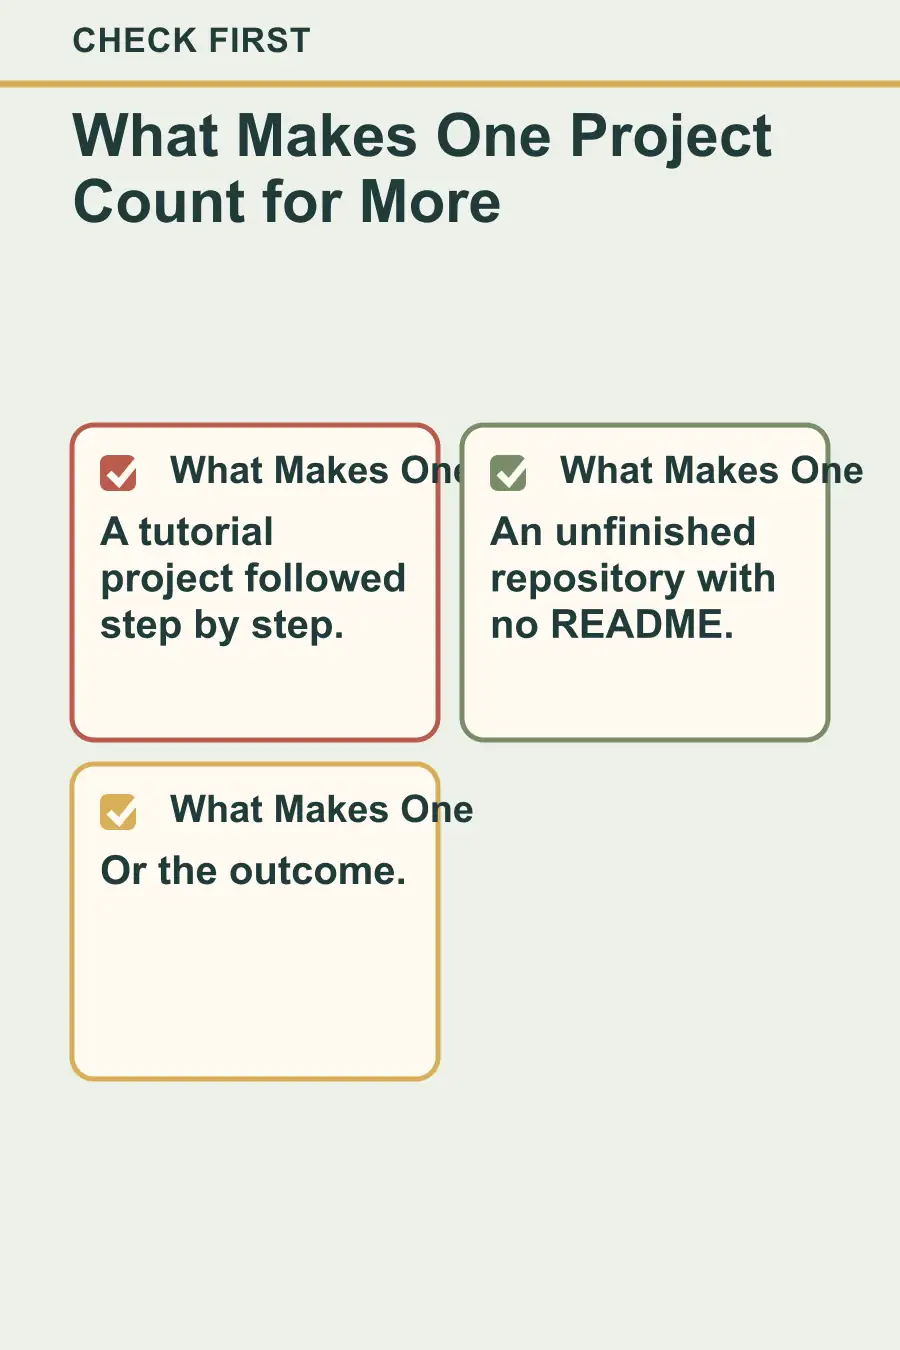 CHECK FIRST
What Makes One Project
Count for More
What Makes One
A tutorial
project followed
step by step.
What Makes One
An unfinished
repository with
no README.
What Makes One
Or the outcome.